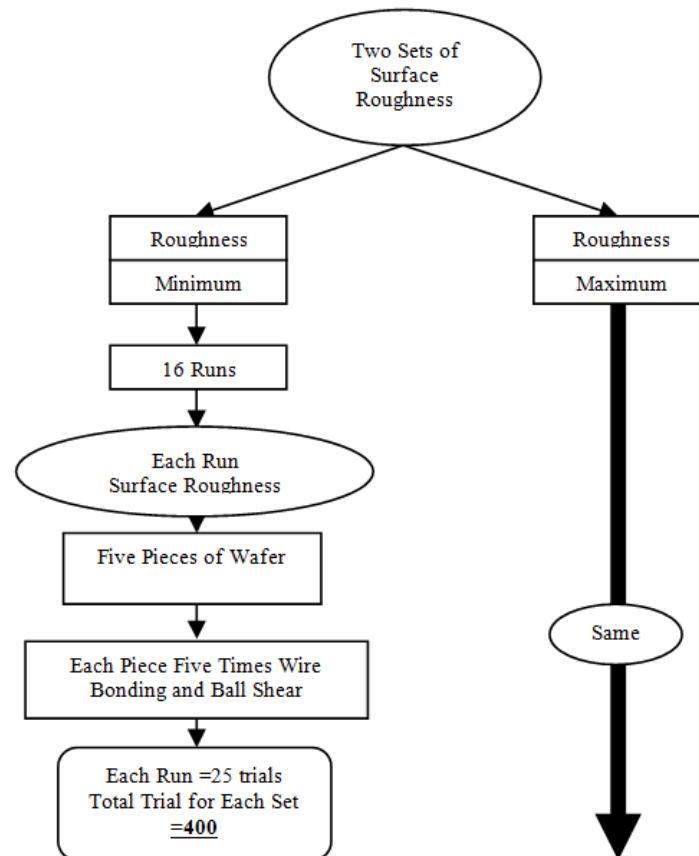 Two Sets of
Surface
Roughness
Roughness
Minimum
16 Runs
Each Run
Surface Roughness
Five Pieces of Wafer
Each Piece Five Times Wire
Bonding and Ball Shear
Each Run =25 trials
Total Trial for Each Set
=400
Roughness
Maximum
Same